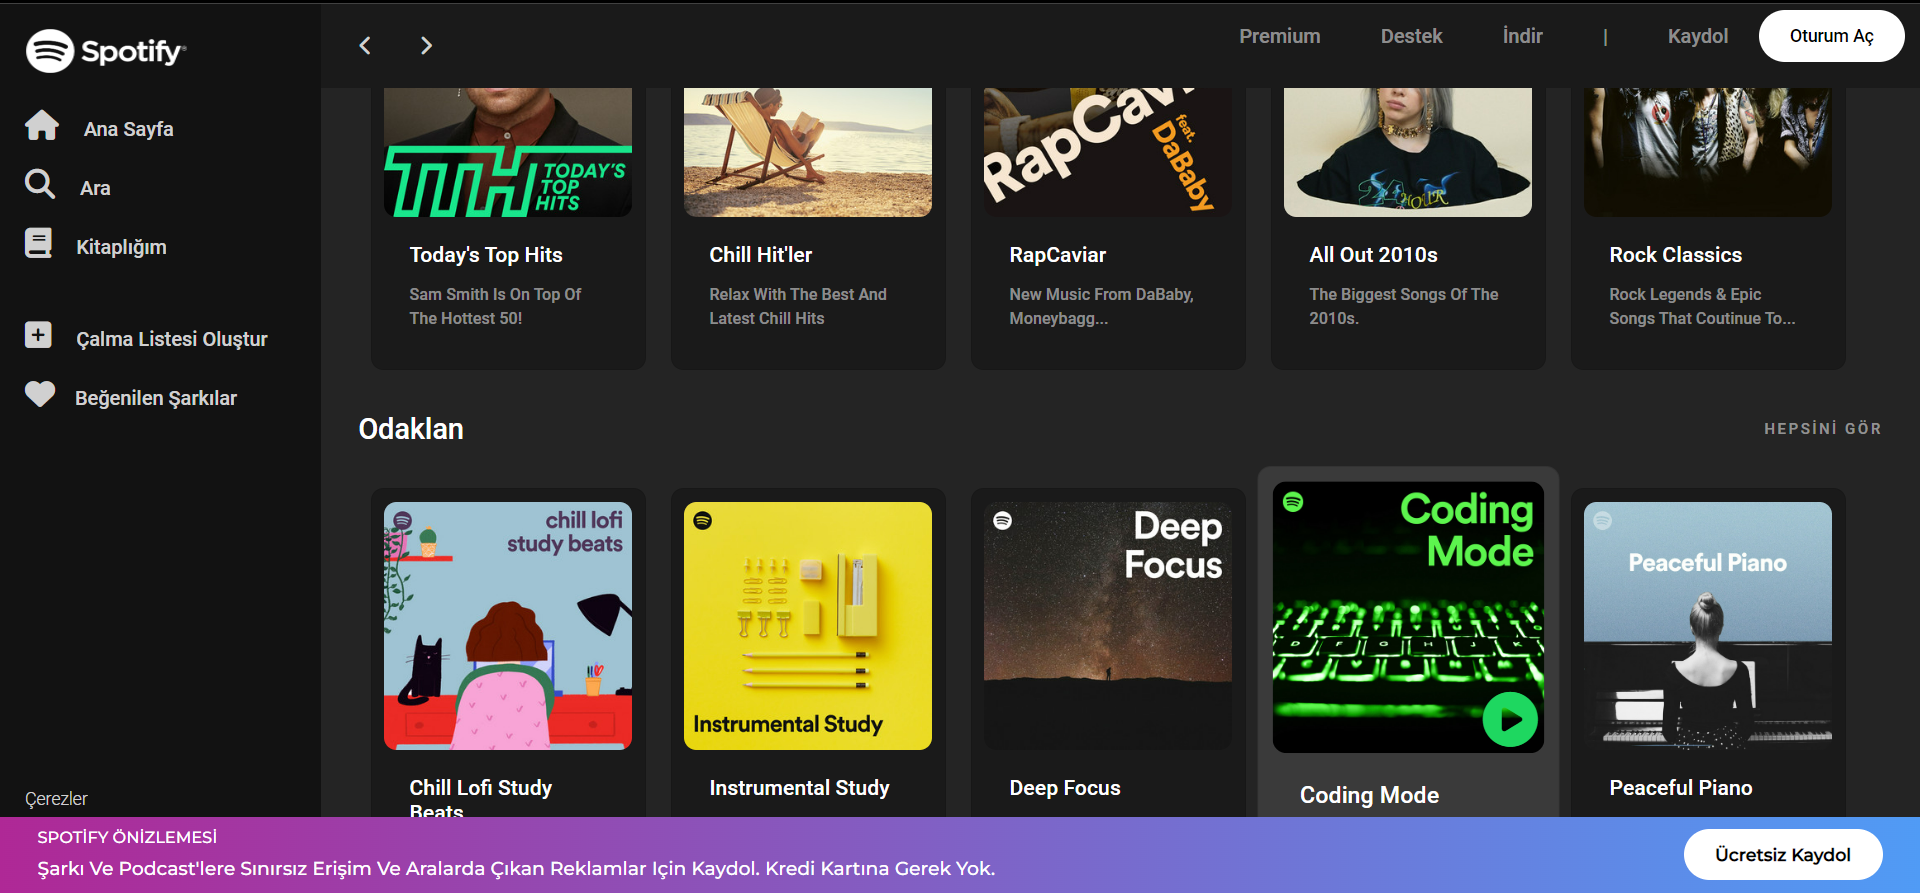 Spotify
Premium
Destek
İndir
|
Kaydol
Oturum Aç
Ana Sayfa
Ara
Kitaplığım
Çalma Listesi Oluştur
Beğenilen Şarkılar
Çerezler
TTH TODAY'S
TOP
HITS
RapCavi
feat.
DaBaby
24 HOUR
Today's Top Hits
Sam Smith Is On Top Of
The Hottest 50!
Chill Hit'ler
Relax With The Best And
Latest Chill Hits
RapCaviar
New Music From DaBaby,
Moneybagg...
All Out 2010s
The Biggest Songs Of The
2010s.
Rock Classics
Rock Legends & Epic
Songs That Coutinue To...
Odaklan
HEPSİNİ GÖR
chill lofi
study beats
Instrumental Study
Deep
Focus
Coding
Mode
D F G H J K L
Peaceful Piano
Chill Lofi Study
Beats
Instrumental Study
Deep Focus
Coding Mode
Peaceful Piano
SPOTİFY ÖNİZLEMESİ
Şarkı Ve Podcast'lere Sınırsız Erişim Ve Aralarda Çıkan Reklamlar Için Kaydol. Kredi Kartına Gerek Yok.
Ücretsiz Kaydol